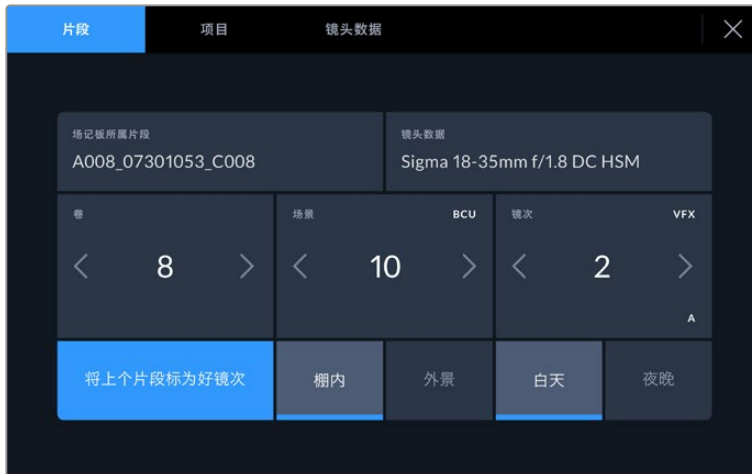 片段 项目 镜头数据
场记板所属片段 镜头数据
A008_07301053_C008 Sigma 18-35mm f/1.8 DC HSM
卷 场景 BCU 镜次 VFX
8 10 2
A
将上个片段标为好镜次 棚内 外景 白天 夜晚